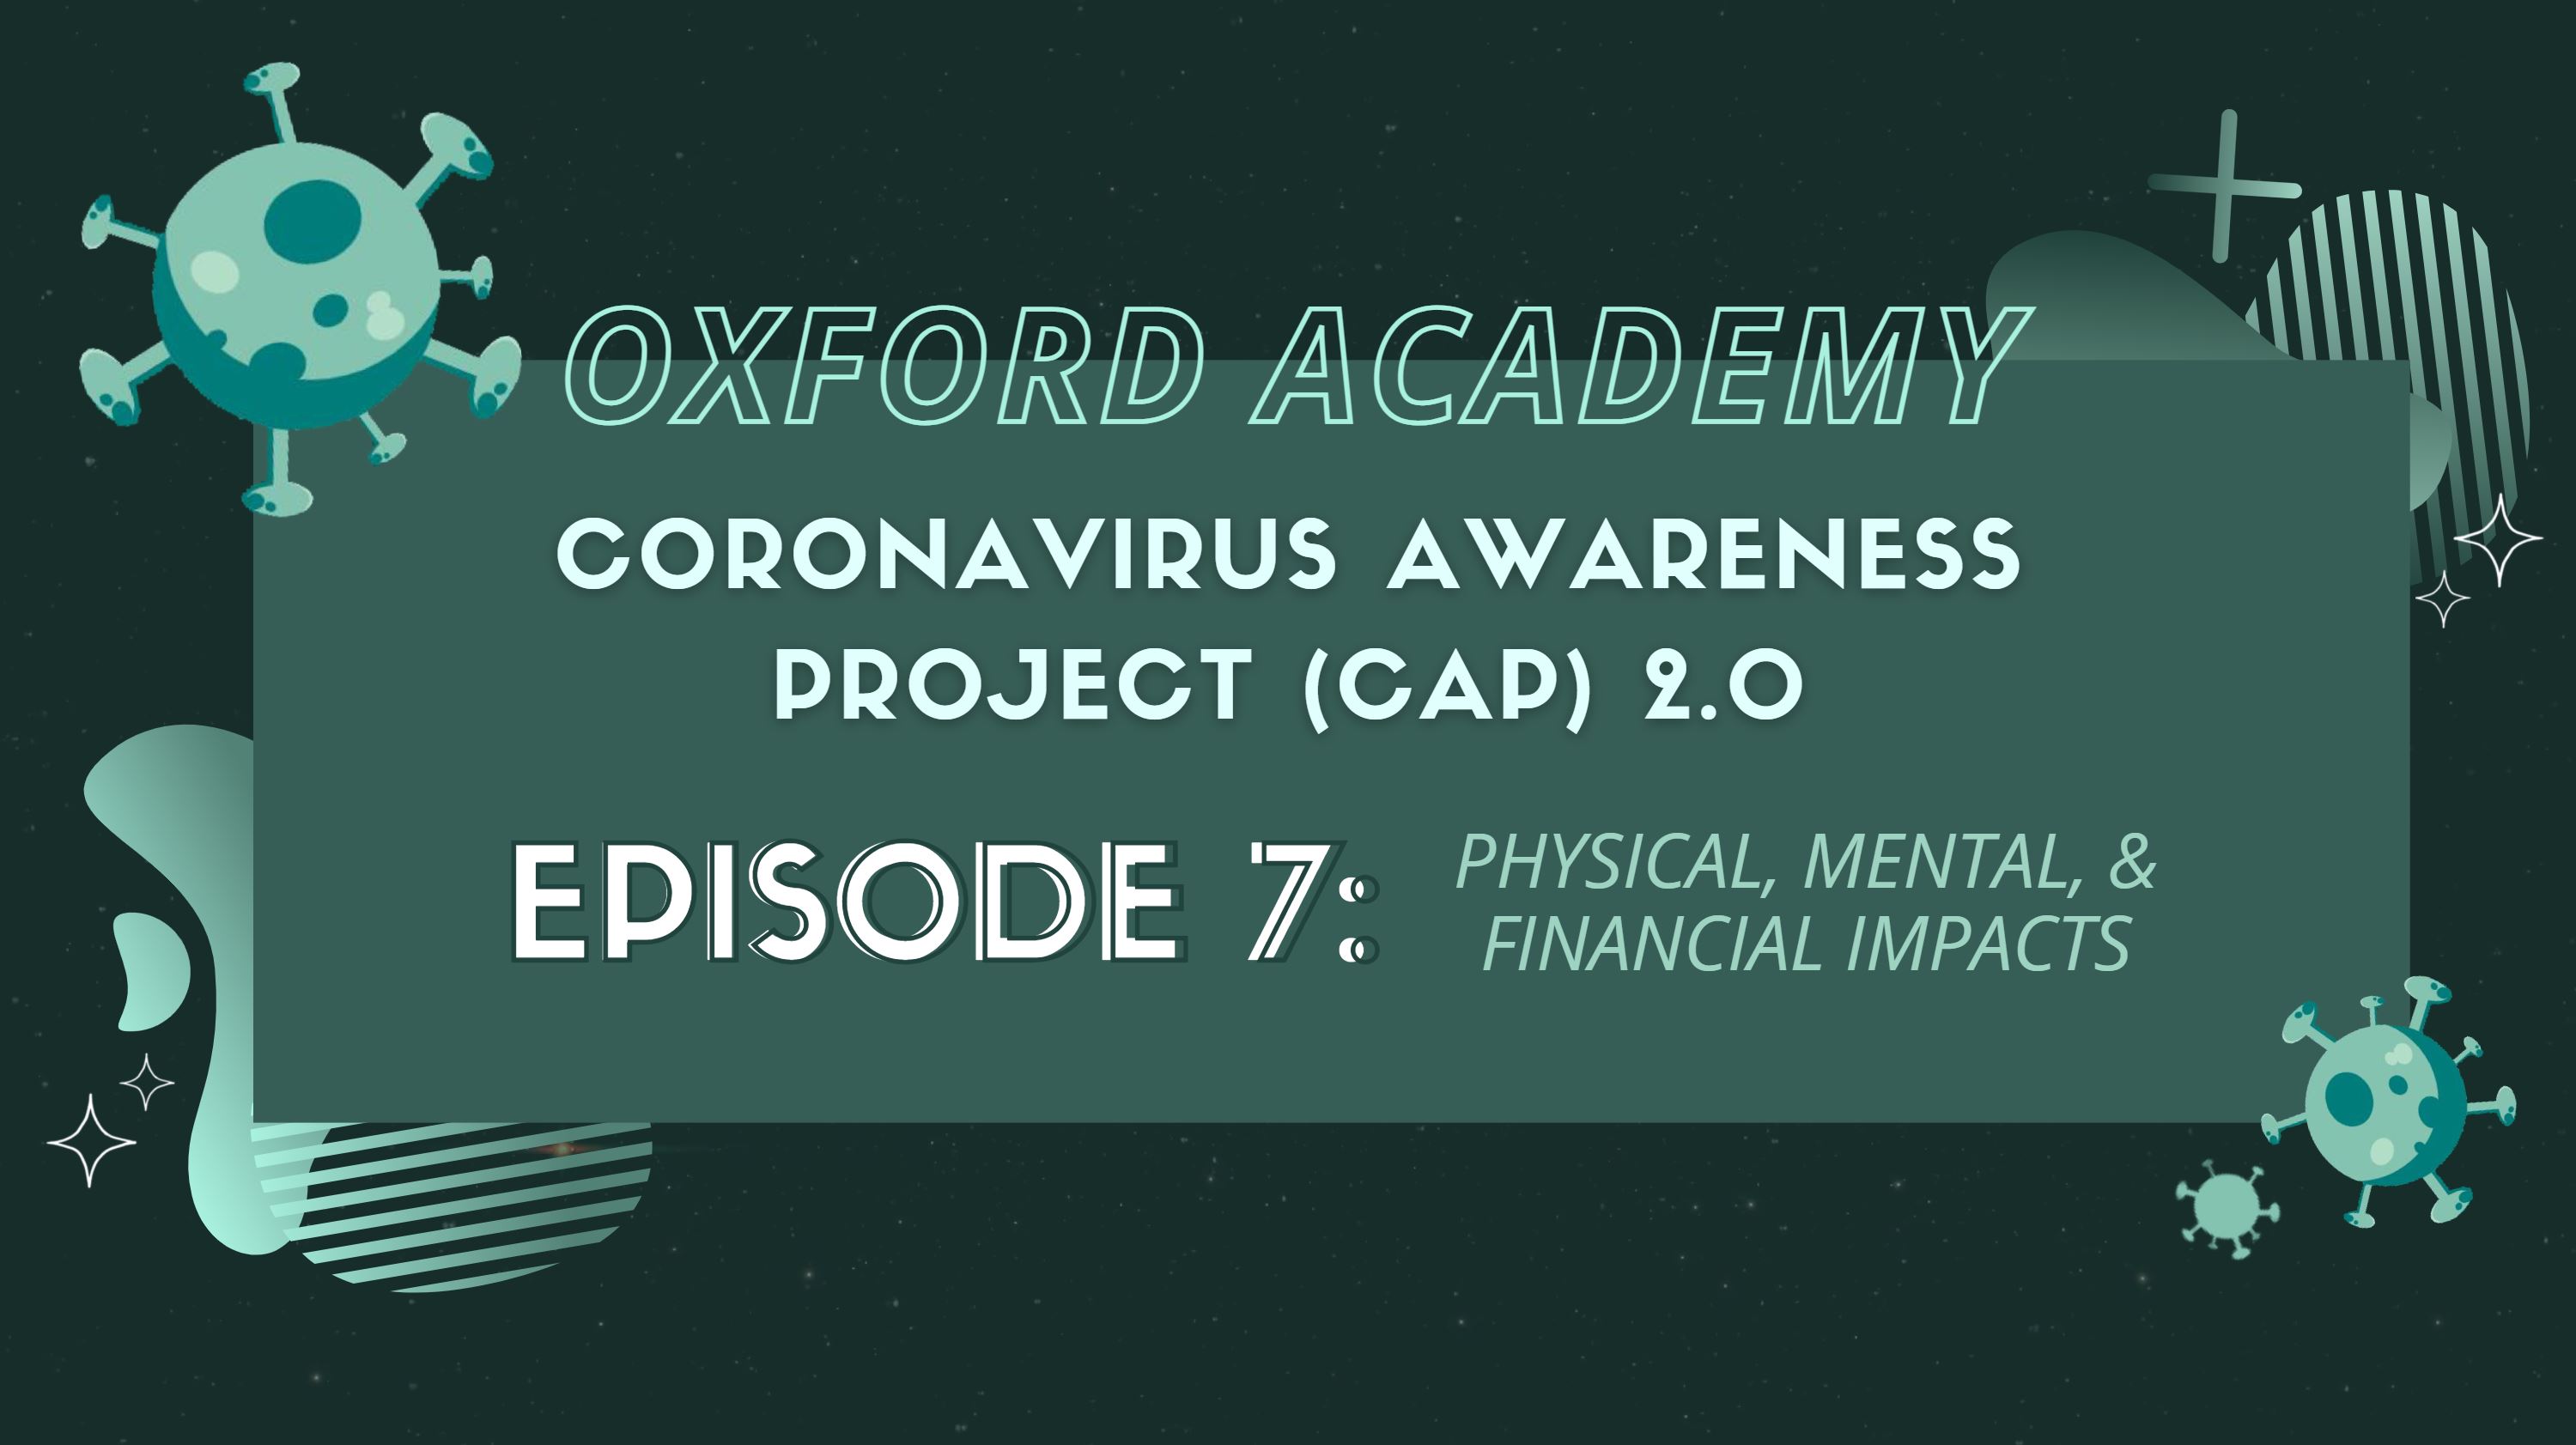 OXFORD ACADEMY
CORONAVIRUS AWARENESS
PROJECT (CAP) 2.0
EPISODE 7:
PHYSICAL, MENTAL, &
FINANCIAL IMPACTS